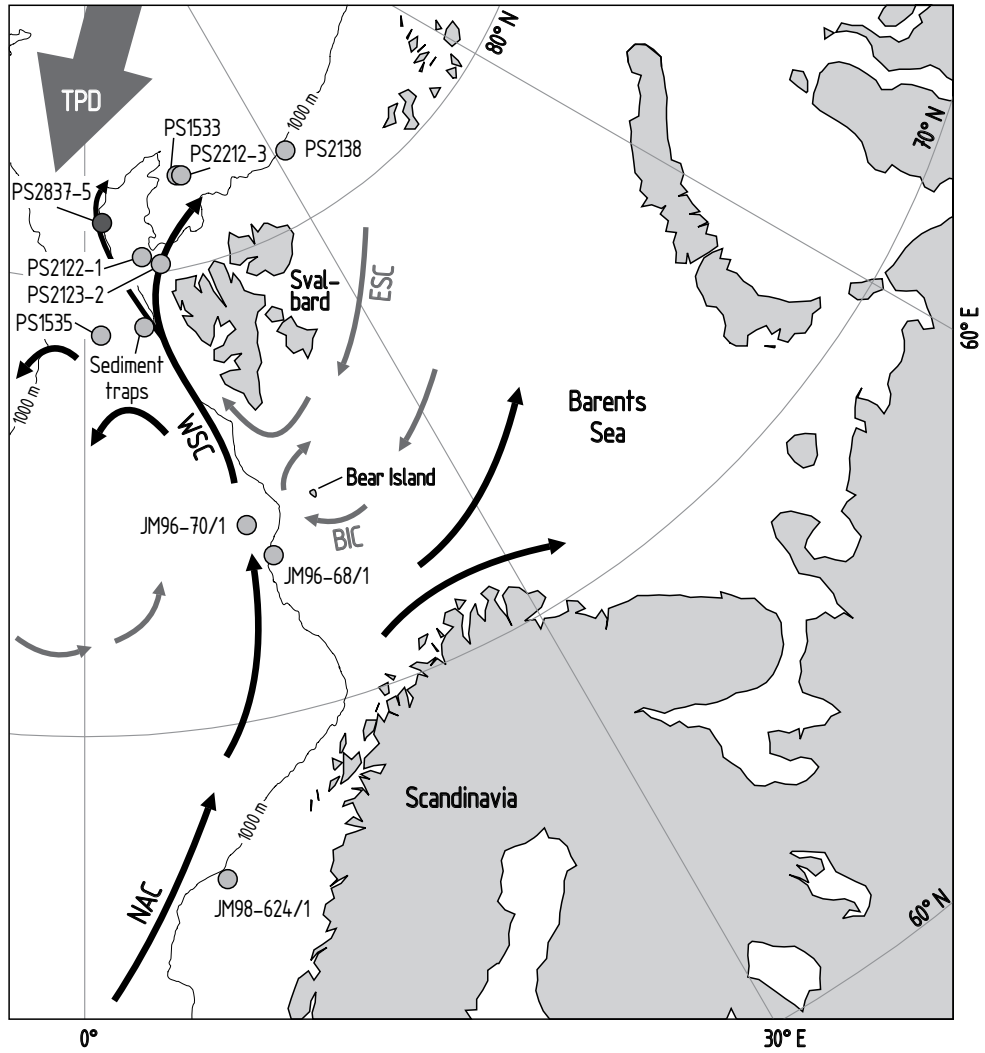 80° N
TPD
1000 m
PS1533
PS2212-3
PS2138
70° N
PS2837-5
PS2122-1
PS2123-2
Sval-
bard
ESC
PS1535
60° E
Sediment
traps
1000 m
WSC
Barents
Sea
Bear Island
JM96-70/1
BIC
JM96-68/1
Scandinavia
1000 m
NAC
JM98-624/1
60° N
0°
30° E